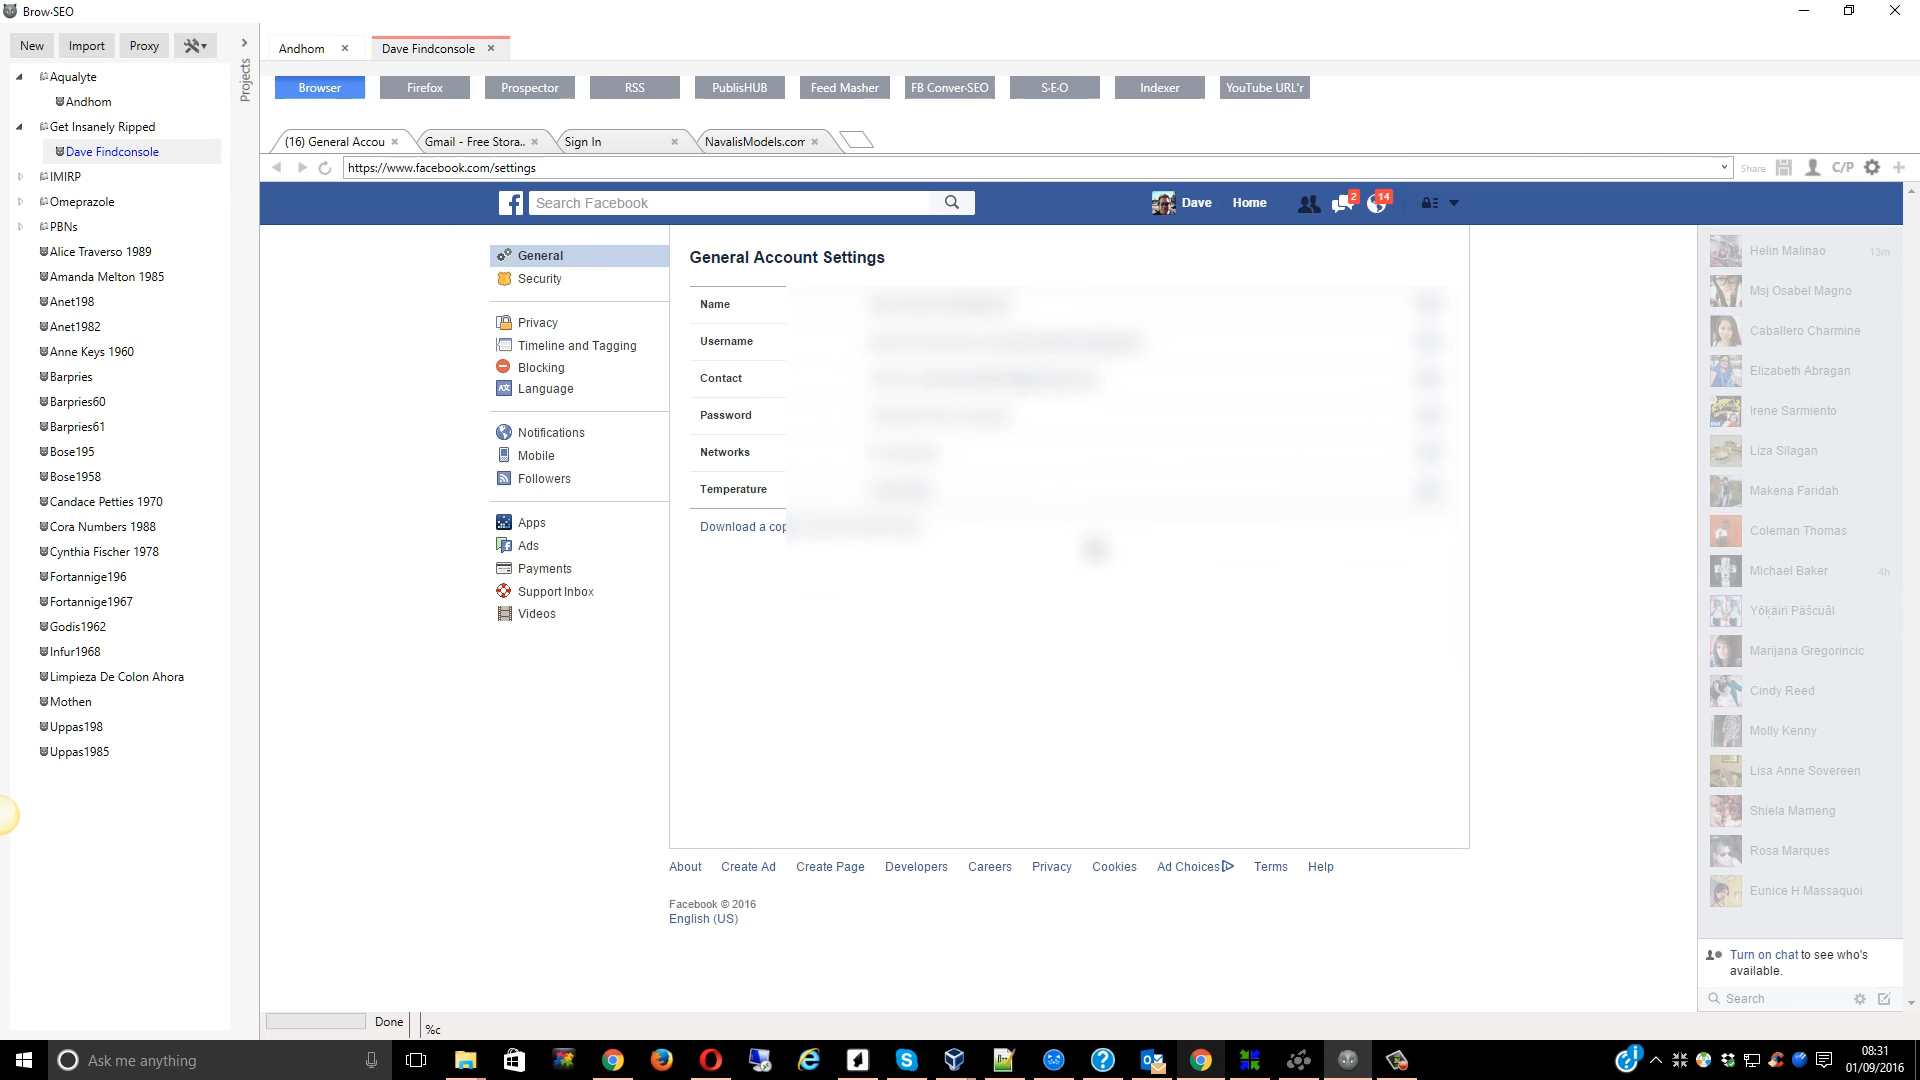 Brow·SEO
New Import Proxy
Projects
Aqualyte
Andhom
Get Insanely Ripped
Dave Findconsole
IMIRP
Omeprazole
PBNs
Alice Traverso 1989
Amanda Melton 1985
Anet198
Anet1982
Anne Keys 1960
Barpries
Barpries60
Barpries61
Bose195
Bose1958
Candace Petties 1970
Cora Numbers 1988
Cynthia Fischer 1978
Fortannige196
Fortannige1967
Godis1962
Infur1968
Limpieza De Colon Ahora
Mothen
Uppas198
Uppas1985
Andhom Dave Findconsole
Browser Firefox Prospector RSS PublisHUB Feed Masher FB Conver·SEO S·E·O Indexer YouTube URL'r
(16) General Accou Gmail - Free Stora.. Sign In NavalisModels.com
https://www.facebook.com/settings Share C/P
Search Facebook Dave Home 2 14
General
Security
Privacy
Timeline and Tagging
Blocking
Language
Notifications
Mobile
Followers
Apps
Ads
Payments
Support Inbox
Videos
General Account Settings
Name
Username
Contact
Password
Networks
Temperature
Download a cop
About Create Ad Create Page Developers Careers Privacy Cookies Ad Choices Terms Help
Facebook © 2016
English (US)
Helin Malinao 13m
Msj Osabel Magno
Caballero Charmine
Elizabeth Abragan
Irene Sarmiento
Liza Silagan
Makena Faridah
Coleman Thomas
Michael Baker 4h
Marijana Gregorincic
Cindy Reed
Molly Kenny
Lisa Anne Sovereen
Shiela Mameng
Rosa Marques
Eunice H Massaquoi
Turn on chat to see who's
available.
Search
Done %c
Ask me anything
08:31
01/09/2016